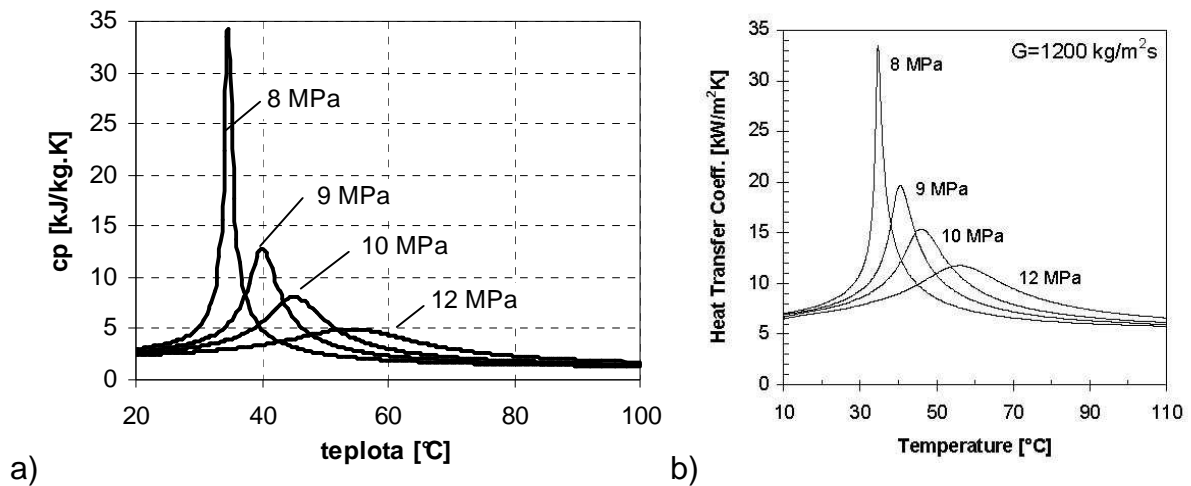 35
30
25
20
15
10
5
0
cp [kJ/kg.K]
8 MPa
9 MPa
10 MPa
12 MPa
20
40
60
80
100
teplota [°C]
a)
35
30
25
20
15
10
5
0
Heat Transfer Coeff. [kW/m²K]
G=1200 kg/m²s
8 MPa
9 MPa
10 MPa
12 MPa
10
30
50
70
90
110
Temperature [°C]
b)